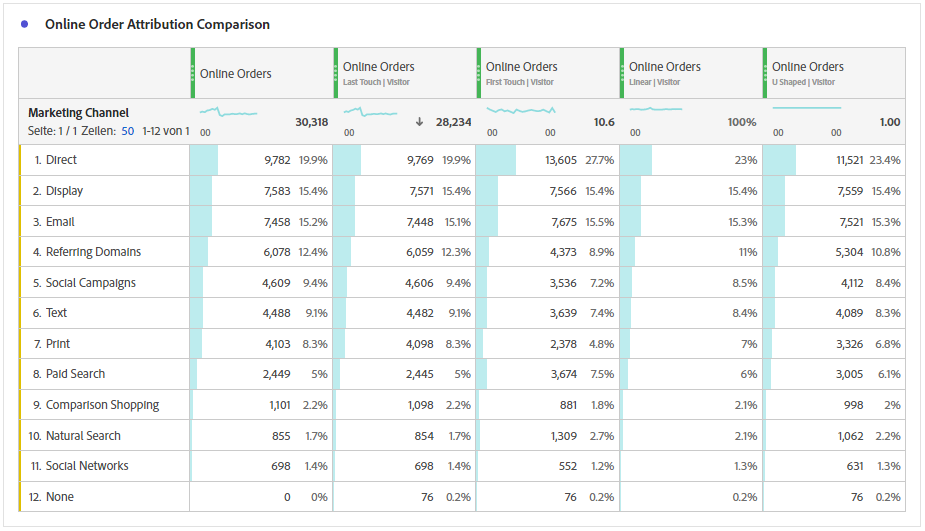 Online Order Attribution Comparison
Online Orders
Online Orders
Last Touch | Visitor
Online Orders
First Touch | Visitor
Online Orders
Linear | Visitor
Online Orders
U Shaped | Visitor
Marketing Channel
Seite: 1 / 1 Zeilen: 50 1-12 von 1
00 30,318
00 28,234
00 00 10.6
00 100%
00 00 1.00
1. Direct 9,782 19.9% 9,769 19.9% 13,605 27.7% 23% 11,521 23.4%
2. Display 7,583 15.4% 7,571 15.4% 7,566 15.4% 15.4% 7,559 15.4%
3. Email 7,458 15.2% 7,448 15.1% 7,675 15.5% 15.3% 7,521 15.3%
4. Referring Domains 6,078 12.4% 6,059 12.3% 4,373 8.9% 11% 5,304 10.8%
5. Social Campaigns 4,609 9.4% 4,606 9.4% 3,536 7.2% 8.5% 4,112 8.4%
6. Text 4,488 9.1% 4,482 9.1% 3,639 7.4% 8.4% 4,089 8.3%
7. Print 4,103 8.3% 4,098 8.3% 2,378 4.8% 7% 3,326 6.8%
8. Paid Search 2,449 5% 2,445 5% 3,674 7.5% 6% 3,005 6.1%
9. Comparison Shopping 1,101 2.2% 1,098 2.2% 881 1.8% 2.1% 998 2%
10. Natural Search 855 1.7% 854 1.7% 1,309 2.7% 2.1% 1,062 2.2%
11. Social Networks 698 1.4% 698 1.4% 552 1.2% 1.3% 631 1.3%
12. None 0 0% 76 0.2% 76 0.2% 0.2% 76 0.2%